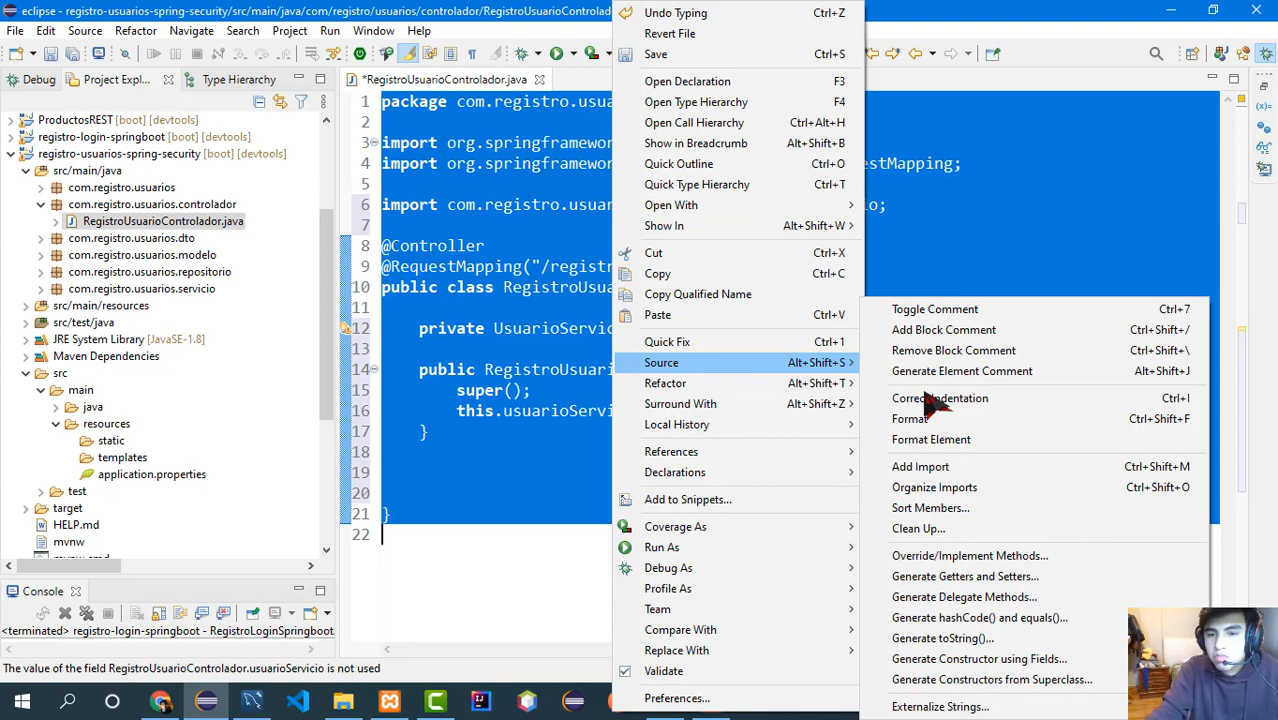 eclipse - registro-usuarios-spring-security/src/main/java/com/registro/usuarios/controlador/RegistroUsuarioControlad
File Edit Source Refactor Navigate Search Project Run Window Help
Debug Project Expl... Type Hierarchy
ProductosREST [boot] [devtools]
registro-login-springboot [boot] [devtools]
registro-usuarios-spring-security [boot] [devtools]
src/main/java
com.registro.usuarios
com.registro.usuarios.controlador
RegistroUsuarioControlador.java
com.registro.usuarios.dto
com.registro.usuarios.modelo
com.registro.usuarios.repositorio
com.registro.usuarios.servicio
src/main/resources
src/test/java
JRE System Library [JavaSE-1.8]
Maven Dependencies
src
main
java
resources
static
templates
application.properties
test
target
HELP.md
mvnw
Console
<terminated> registro-login-springboot - RegistroLoginSpringboot
The value of the field RegistroUsuarioControlador.usuarioServicio is not used
*RegistroUsuarioControlador.java
1 package com.registro.usua
2
3 import org.springframewor
4 import org.springframewor estMapping;
5
6 import com.registro.usua io;
7
8 @Controller
9 @RequestMapping("/regist
10 public class RegistroUsu
11
12 private UsuarioServi
13
14 public RegistroUsuar
15 super();
16 this.usuarioServ
17 }
18
19
20
21 }
22
Undo Typing Ctrl+Z
Revert File
Save Ctrl+S
Open Declaration F3
Open Type Hierarchy F4
Open Call Hierarchy Ctrl+Alt+H
Show in Breadcrumb Alt+Shift+B
Quick Outline Ctrl+O
Quick Type Hierarchy Ctrl+T
Open With
Show In Alt+Shift+W
Cut Ctrl+X
Copy Ctrl+C
Copy Qualified Name
Paste Ctrl+V
Quick Fix Ctrl+1
Source Alt+Shift+S
Refactor Alt+Shift+T
Surround With Alt+Shift+Z
Local History
References
Declarations
Add to Snippets...
Coverage As
Run As
Debug As
Profile As
Team
Compare With
Replace With
Validate
Preferences...
Toggle Comment Ctrl+7
Add Block Comment Ctrl+Shift+/
Remove Block Comment Ctrl+Shift+\
Generate Element Comment Alt+Shift+J
Correct Indentation Ctrl+I
Format Ctrl+Shift+F
Format Element
Add Import Ctrl+Shift+M
Organize Imports Ctrl+Shift+O
Sort Members...
Clean Up...
Override/Implement Methods...
Generate Getters and Setters...
Generate Delegate Methods...
Generate hashCode() and equals()...
Generate toString()...
Generate Constructor using Fields...
Generate Constructors from Superclass...
Externalize Strings...